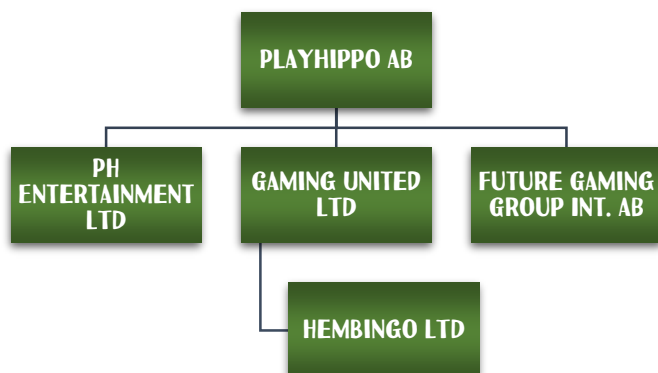 PLAYHIPPO AB
PH
ENTERTAINMENT
LTD
GAMING UNITED
LTD
FUTURE GAMING
GROUP INT. AB
HEMBINGO LTD